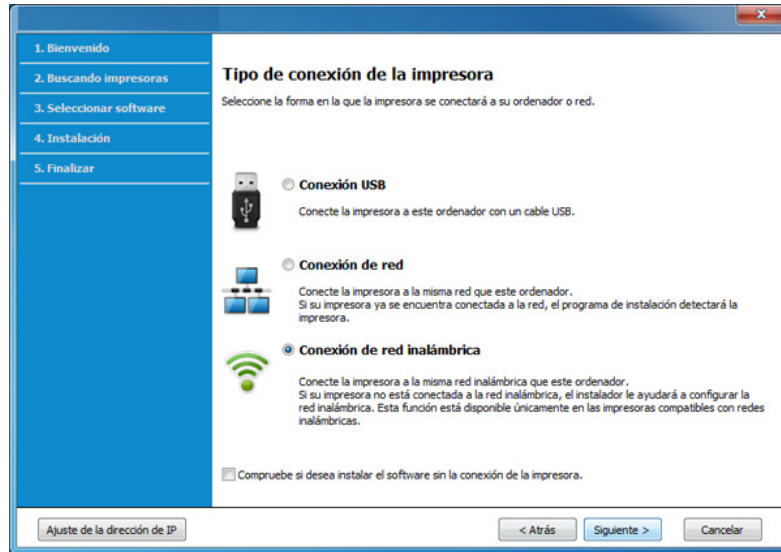 1. Bienvenido
2. Buscando impresoras
3. Seleccionar software
4. Instalación
5. Finalizar
Tipo de conexión de la impresora
Seleccione la forma en la que la impresora se conectará a su ordenador o red.
Conexión USB
Conecte la impresora a este ordenador con un cable USB.
Conexión de red
Conecte la impresora a la misma red que este ordenador.
Si su impresora ya se encuentra conectada a la red, el programa de instalación detectará la
impresora.
Conexión de red inalámbrica
Conecte la impresora a la misma red inalámbrica que este ordenador.
Si su impresora no está conectada a la red inalámbrica, el instalador le ayudará a configurar la
red inalámbrica. Esta función está disponible únicamente en las impresoras compatibles con redes
inalámbricas.
Compruebe si desea instalar el software sin la conexión de la impresora.
Ajuste de la dirección de IP
< Atrás
Siguiente >
Cancelar